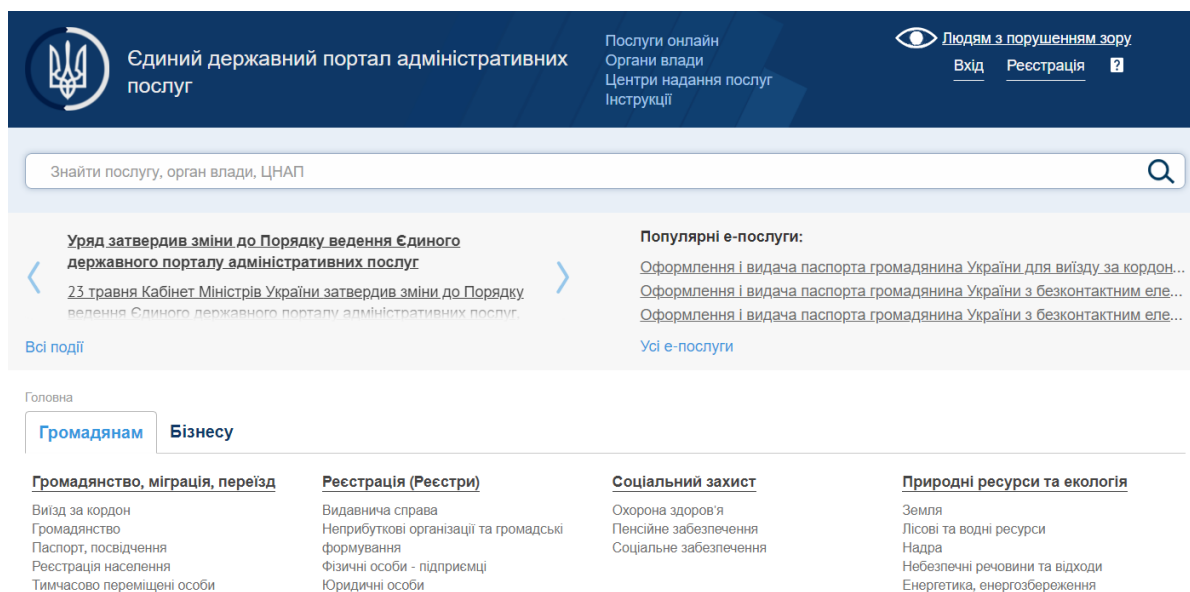 Єдиний державний портал адміністративних
послуг
Послуги онлайн
Органи влади
Центри надання послуг
Інструкції
Людям з порушенням зору
Вхід Реєстрація ?
Знайти послугу, орган влади, ЦНАП
Уряд затвердив зміни до Порядку ведення Єдиного
державного порталу адміністративних послуг
23 травня Кабінет Міністрів України затвердив зміни до Порядку
ведення Єдиного державного порталу адміністративних послуг.
Всі події
Популярні е-послуги:
Оформлення і видача паспорта громадянина України для виїзду за кордон...
Оформлення і видача паспорта громадянина України з безконтактним еле...
Оформлення і видача паспорта громадянина України з безконтактним еле...
Усі е-послуги
Головна
Громадянам Бізнесу
Громадянство, міграція, переїзд
Виїзд за кордон
Громадянство
Паспорт, посвідчення
Реєстрація населення
Тимчасово переміщені особи
Реєстрація (Реєстри)
Видавнича справа
Неприбуткові організації та громадські
формування
Фізичні особи - підприємці
Юридичні особи
Соціальний захист
Охорона здоров'я
Пенсійне забезпечення
Соціальне забезпечення
Природні ресурси та екологія
Земля
Лісові та водні ресурси
Надра
Небезпечні речовини та відходи
Енергетика, енергозбереження